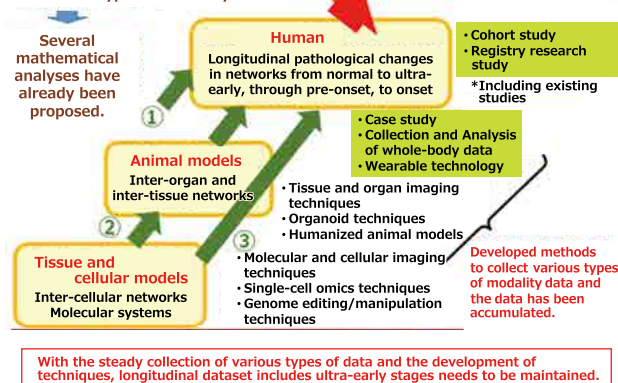 Several
mathematical
analyses have
already been
proposed.
Human
Longitudinal pathological changes
in networks from normal to ultra-
early, through pre-onset, to onset
・Cohort study
・Registry research
study
*Including existing
studies
①
・Case study
・Collection and Analysis
of whole-body data
・Wearable technology
Animal models
Inter-organ and
inter-tissue networks
・Tissue and organ imaging
techniques
・Organoid techniques
・Humanized animal models
②
③
Tissue and
cellular models
Inter-cellular networks
Molecular systems
・Molecular and cellular imaging
techniques
・Single-cell omics techniques
・Genome editing/manipulation
techniques
Developed methods
to collect various types
of modality data and
the data has been
accumulated.
With the steady collection of various types of data and the development of
techniques, longitudinal dataset includes ultra-early stages needs to be maintained.